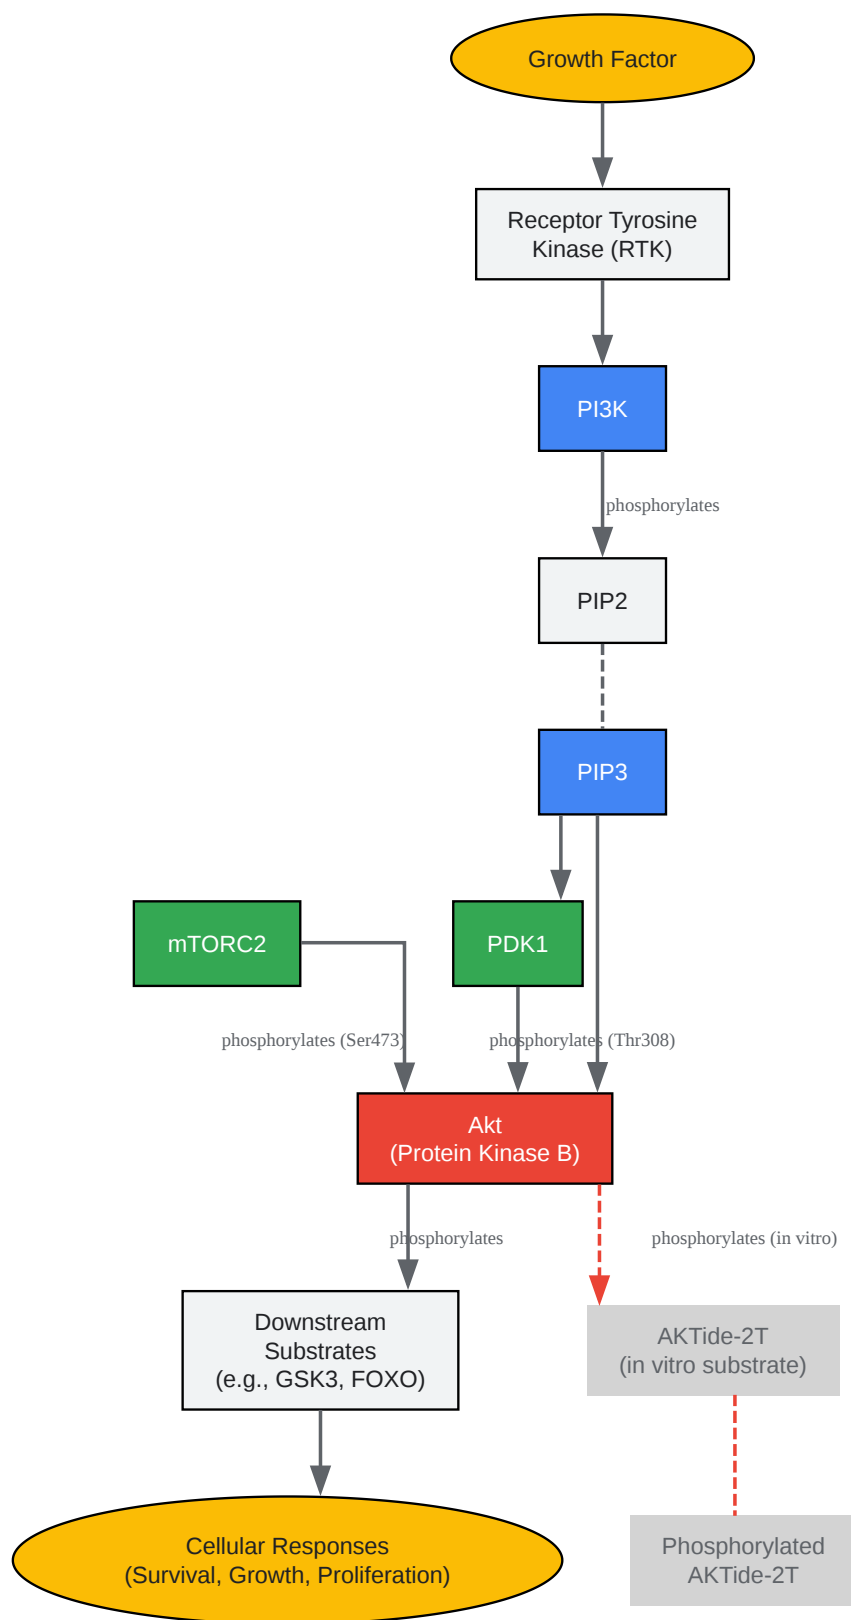 Growth Factor
Receptor Tyrosine
Kinase (RTK)
PI3K
phosphorylates
PIP2
PIP3
mTORC2
PDK1
phosphorylates (Ser473)
phosphorylates (Thr308)
Akt
(Protein Kinase B)
phosphorylates
phosphorylates (in vitro)
Downstream
Substrates
(e.g., GSK3, FOXO)
AKTide-2T
(in vitro substrate)
Cellular Responses
(Survival, Growth, Proliferation)
Phosphorylated
AKTide-2T